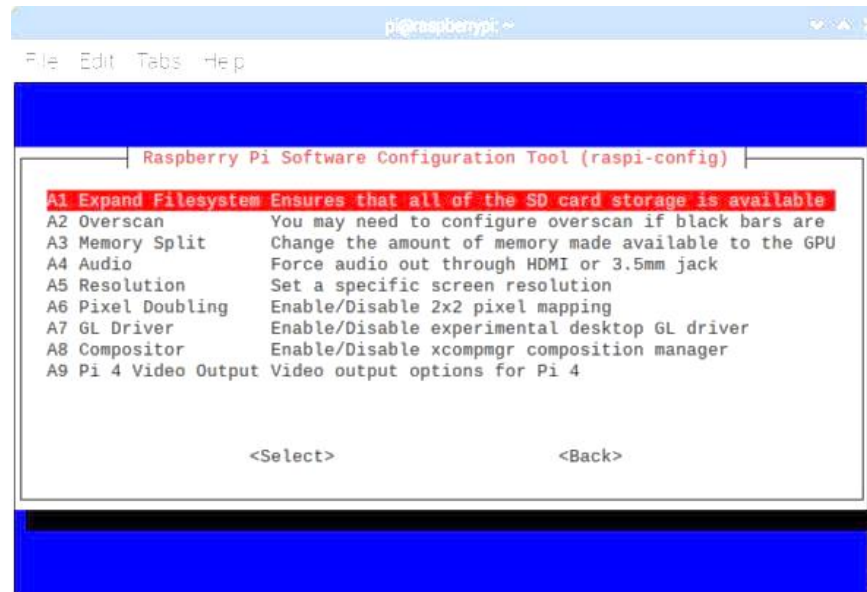 pi@raspberrypi: ~
File Edit Tabs Help
Raspberry Pi Software Configuration Tool (raspi-config)
A1 Expand Filesystem Ensures that all of the SD card storage is available
A2 Overscan You may need to configure overscan if black bars are
A3 Memory Split Change the amount of memory made available to the GPU
A4 Audio Force audio out through HDMI or 3.5mm jack
A5 Resolution Set a specific screen resolution
A6 Pixel Doubling Enable/Disable 2x2 pixel mapping
A7 GL Driver Enable/Disable experimental desktop GL driver
A8 Compositor Enable/Disable xcompmgr composition manager
A9 Pi 4 Video Output Video output options for Pi 4
<Select> <Back>